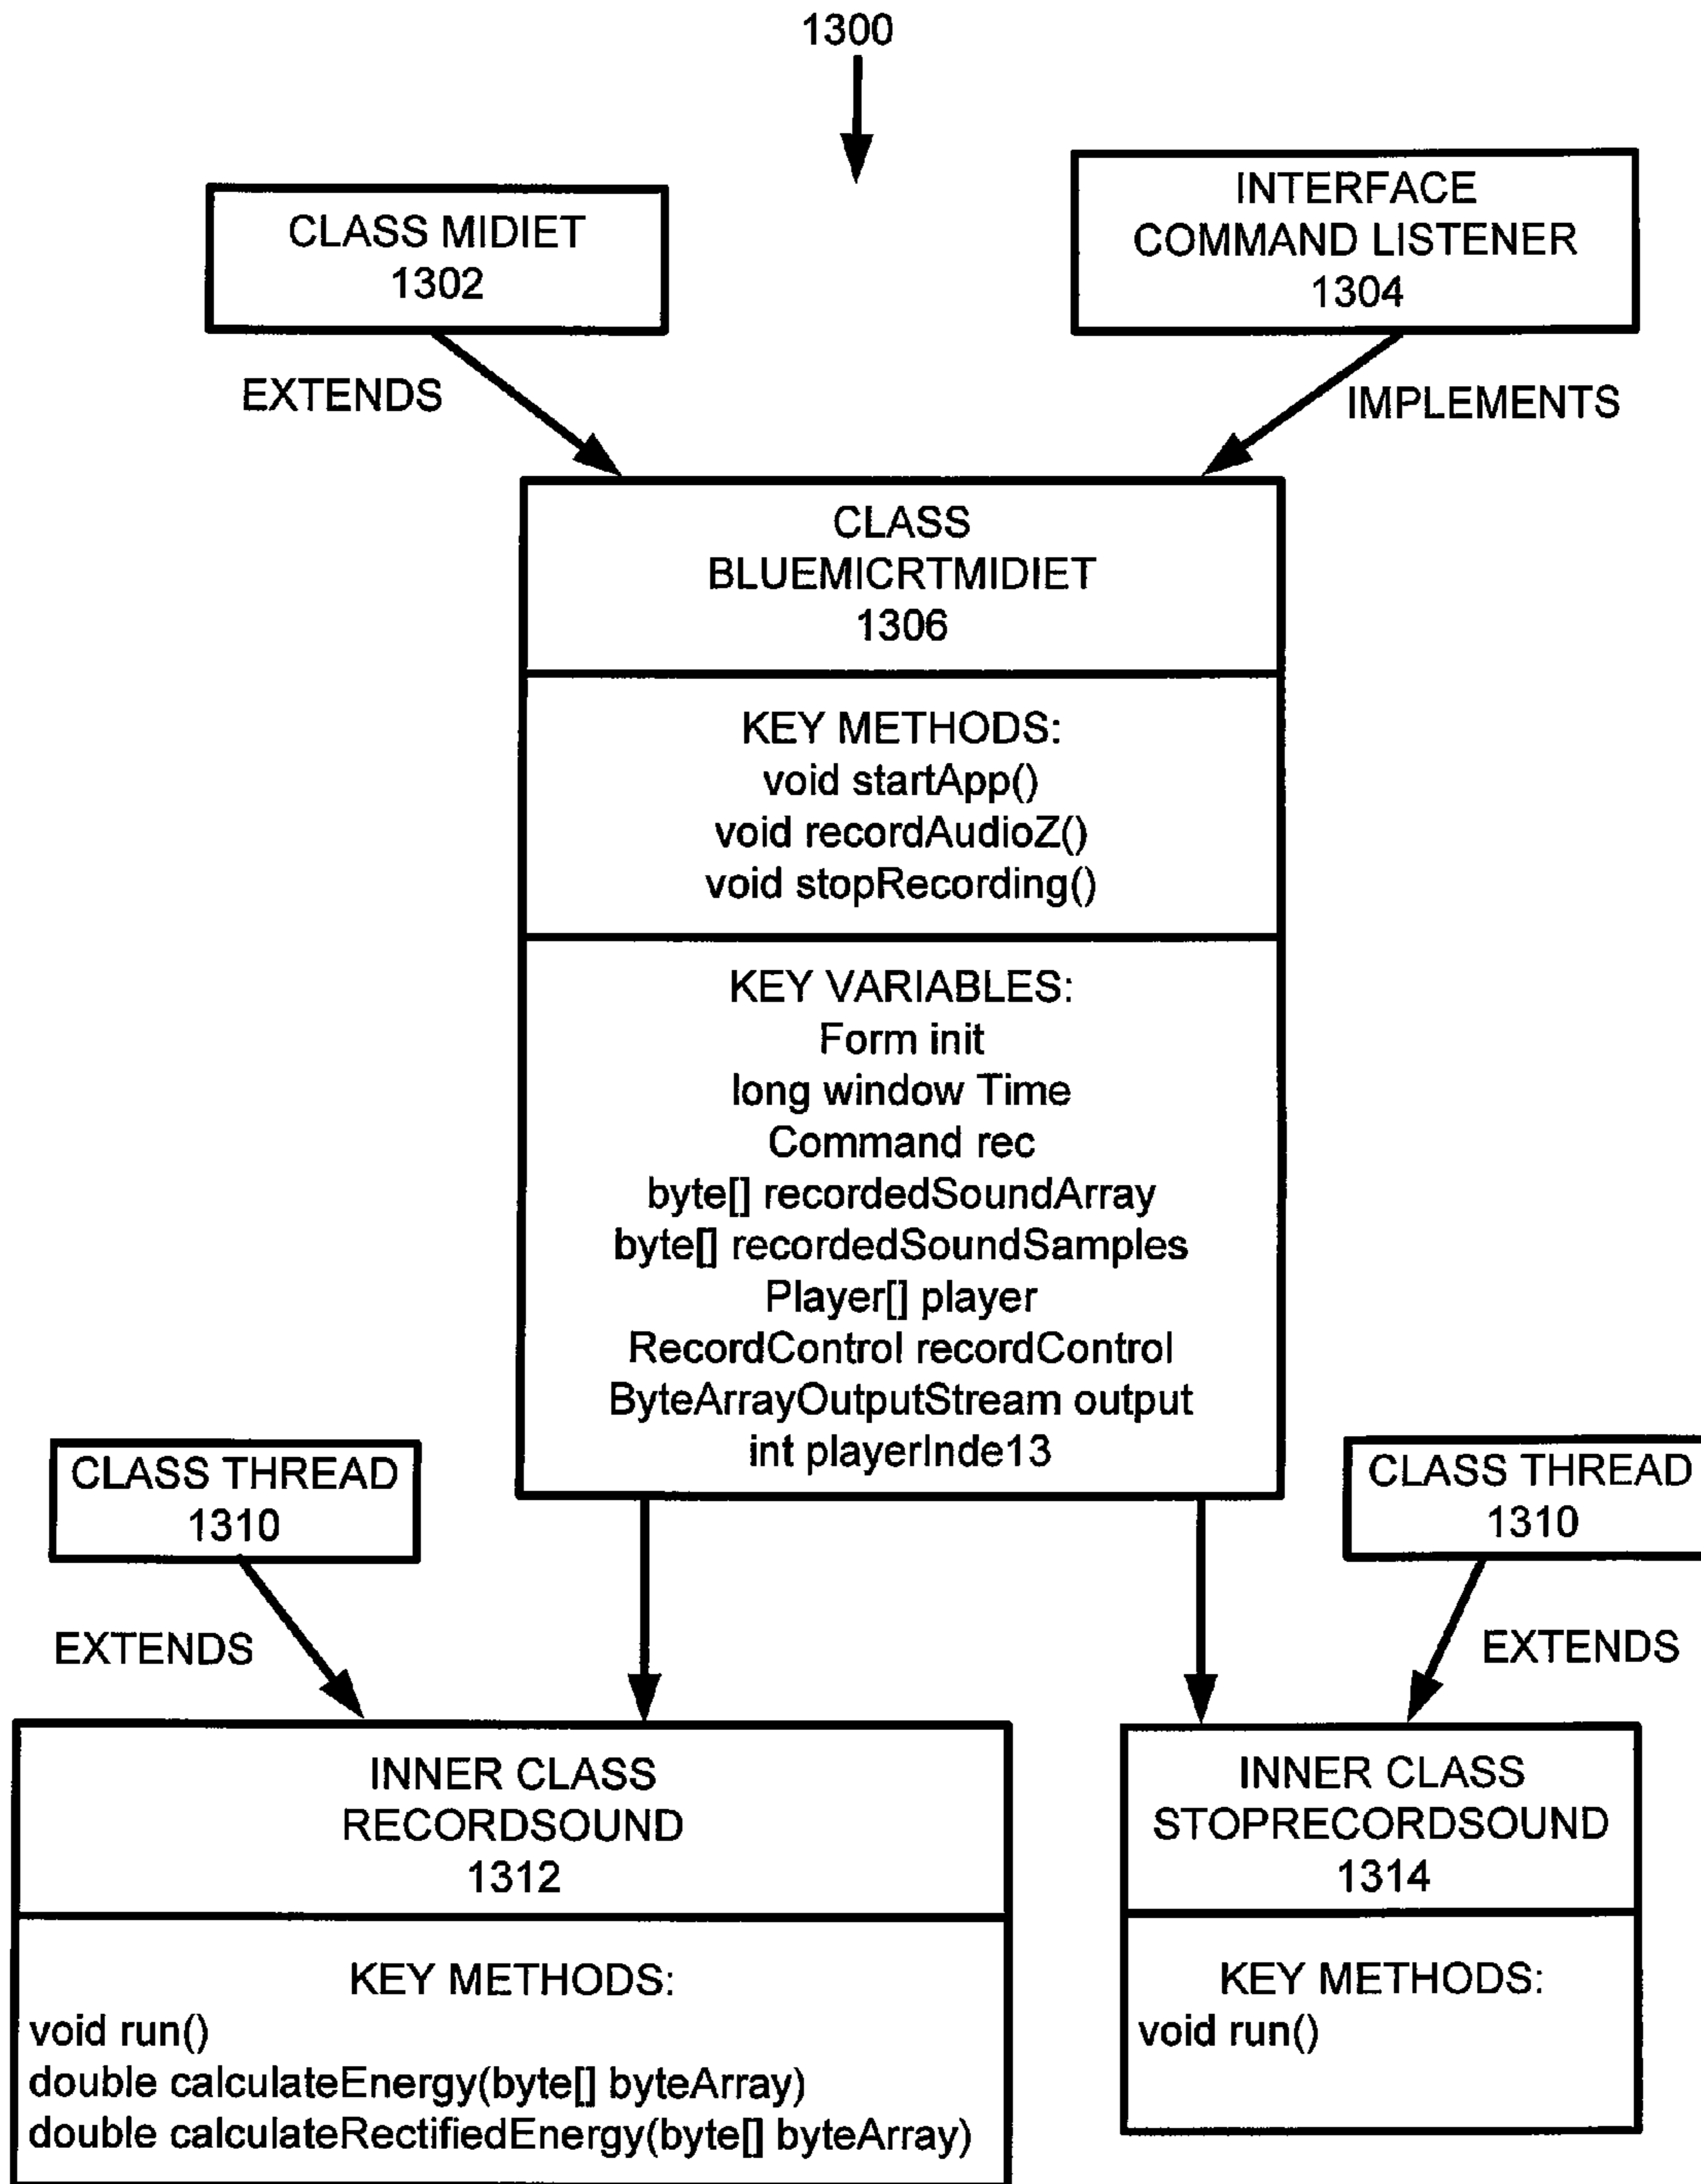 1300
CLASS MIDIET
1302
INTERFACE
COMMAND LISTENER
1304
EXTENDS
IMPLEMENTS
CLASS
BLUEMICRTMIDIET
1306
KEY METHODS:
void startApp()
void recordAudioZ()
void stopRecording()
KEY VARIABLES:
Form init
long window Time
Command rec
byte[] recordedSoundArray
byte[] recordedSoundSamples
Player[] player
RecordControl recordControl
ByteArrayOutputStream output
int playerInde13
CLASS THREAD
1310
CLASS THREAD
1310
EXTENDS
EXTENDS
INNER CLASS
RECORDSOUND
1312
KEY METHODS:
void run()
double calculateEnergy(byte[] byteArray)
double calculateRectifiedEnergy(byte[] byteArray)
INNER CLASS
STOPRECORDSOUND
1314
KEY METHODS:
void run()